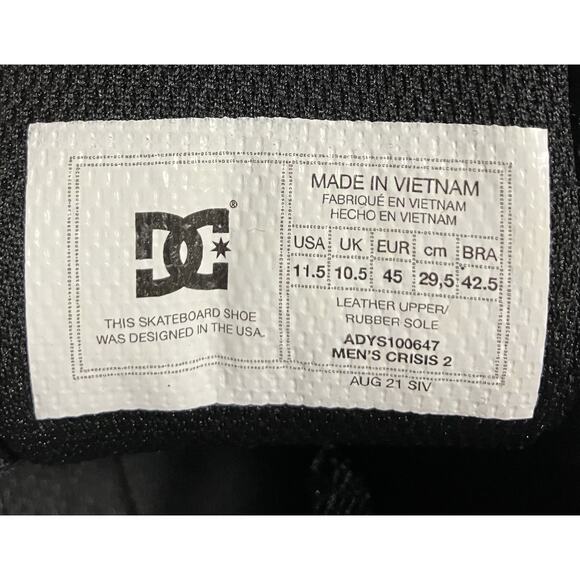 DC®
THIS SKATEBOARD SHOE
WAS DESIGNED IN THE USA.
MADE IN VIETNAM
FABRIQUÉ EN VIETNAM
HECHO EN VIETNAM
USA UK EUR cm BRA
11.5 10.5 45 29,5 42.5
LEATHER UPPER/
RUBBER SOLE
ADYS100647
MEN'S CRISIS 2
AUG 21 SIV